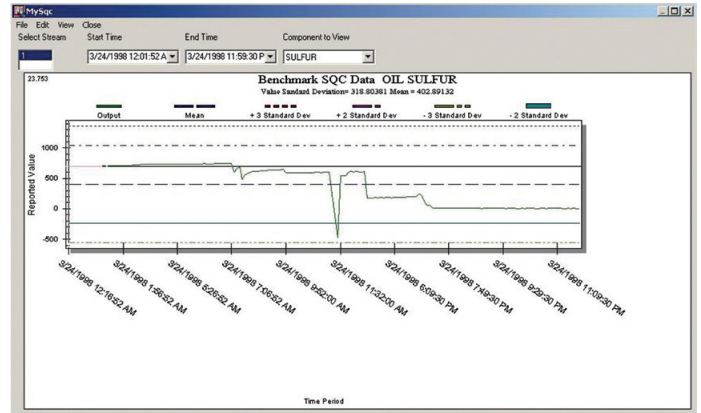 MySqc
File Edit View Close
Select Stream Start Time End Time Component to View
1 3/24/1998 12:01:52 A 3/24/1998 11:59:30 P SULFUR
23.753
Benchmark SQC Data OIL SULFUR
Value Sandard Deviation= 318.80381 Mean = 402.89132
Output Mean + 3 Standard Dev + 2 Standard Dev - 3 Standard Dev - 2 Standard Dev
Reported Value
1000
500
0
-500
3/24/1998 12:16:52 AM
3/24/1998 1:56:52 AM
3/24/1998 5:26:52 AM
3/24/1998 7:06:52 AM
3/24/1998 9:52:00 AM
3/24/1998 11:32:00 AM
3/24/1998 6:09:30 PM
3/24/1998 7:49:30 PM
3/24/1998 9:29:30 PM
3/24/1998 11:09:30 PM
Time Period